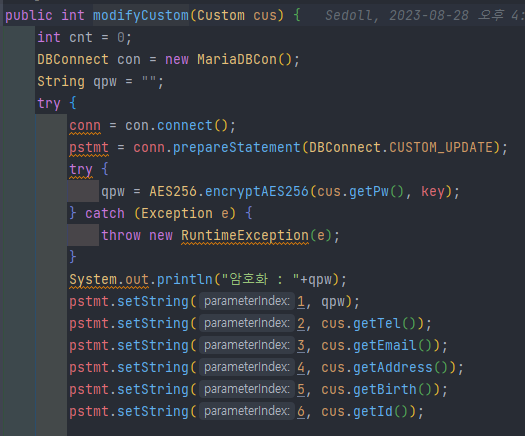 public int modifyCustom(Custom cus) { Sedoll, 2023-08-28 오후 4:
int cnt = 0;
DBConnect con = new MariaDBCon();
String qpw = "";
try {
conn = con.connect();
pstmt = conn.prepareStatement(DBConnect.CUSTOM_UPDATE);
try {
qpw = AES256.encryptAES256(cus.getPw(), key);
} catch (Exception e) {
throw new RuntimeException(e);
}
System.out.println("암호화 : "+qpw);
pstmt.setString( parameterIndex: 1, qpw);
pstmt.setString( parameterIndex: 2, cus.getTel());
pstmt.setString( parameterIndex: 3, cus.getEmail());
pstmt.setString( parameterIndex: 4, cus.getAddress());
pstmt.setString( parameterIndex: 5, cus.getBirth());
pstmt.setString( parameterIndex: 6, cus.getId());